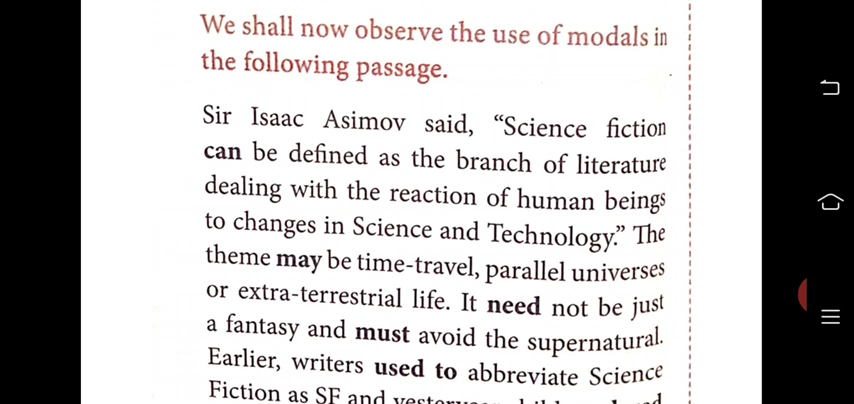 We shall now observe the use of modals in
the following passage.
Sir Isaac Asimov said, “Science fiction
can be defined as the branch of literature
dealing with the reaction of human beings
to changes in Science and Technology.” The
theme may be time-travel, parallel universes
or extra-terrestrial life. It need not be just
a fantasy and must avoid the supernatural.
Earlier, writers used to abbreviate Science
Fiction as SF and